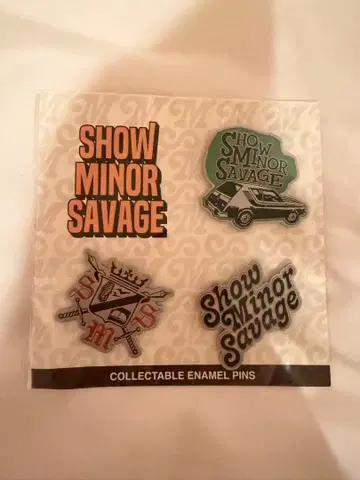 SHOW
MINOR
SAVAGE
SHOW
MINOR
SAVAGE
S S
M
Show
Minor
Savage
COLLECTABLE ENAMEL PINS